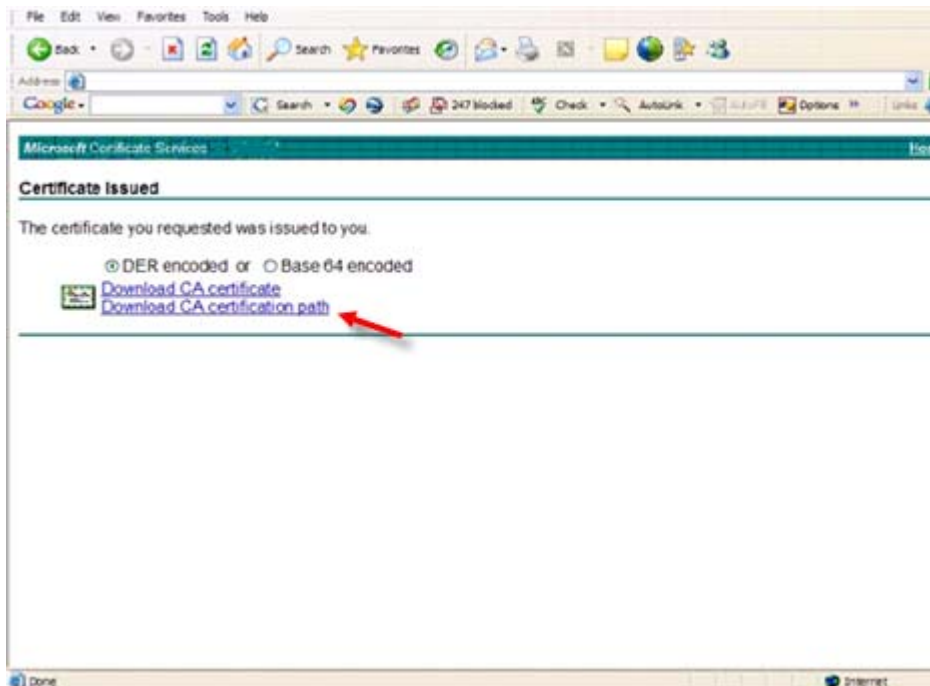 File Edit View Favorites Tools Help
Back Search Favorites
Address
Google Search 247 blocked Check AutoLink Options Links
Microsoft Certificate Services
Certificate Issued
The certificate you requested was issued to you.
DER encoded or Base 64 encoded
Download CA certificate
Download CA certification path
Done Internet